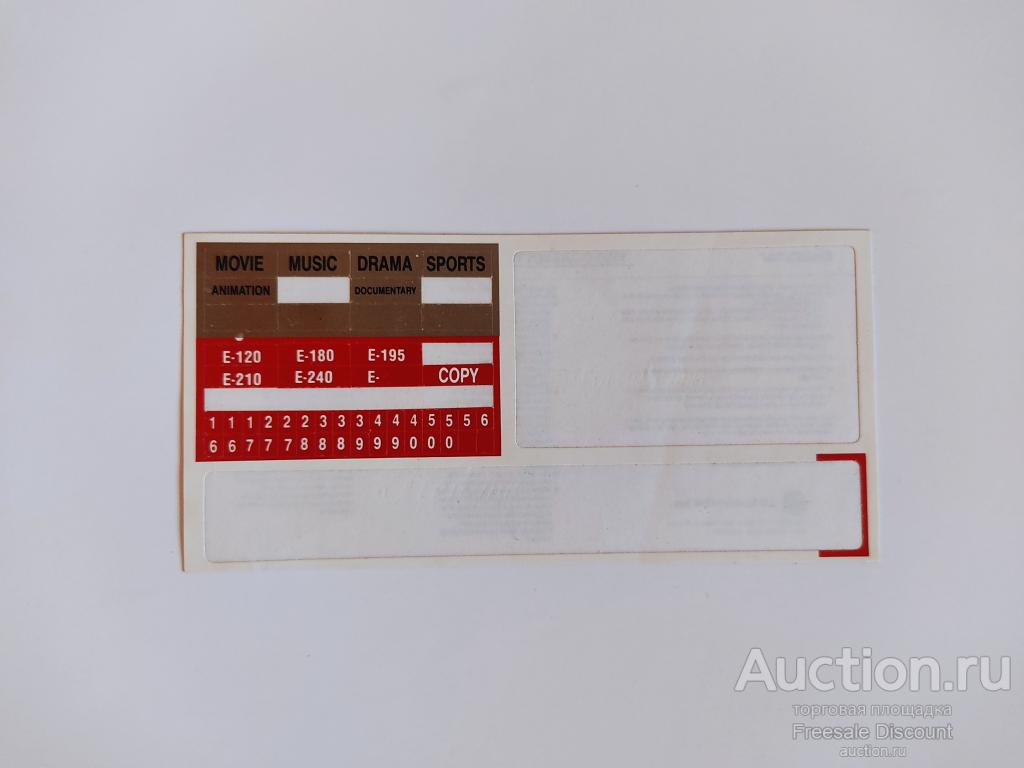 MOVIE MUSIC DRAMA SPORTS
ANIMATION DOCUMENTARY
E-120 E-180 E-195
E-210 E-240 E- COPY
1 1 1 2 2 2 3 3 3 4 4 4 5 5 5 6
6 6 7 7 7 8 8 8 9 9 9 0 0 0
Auction.ru
торговая площадка
Freesale Discount
auction.ru